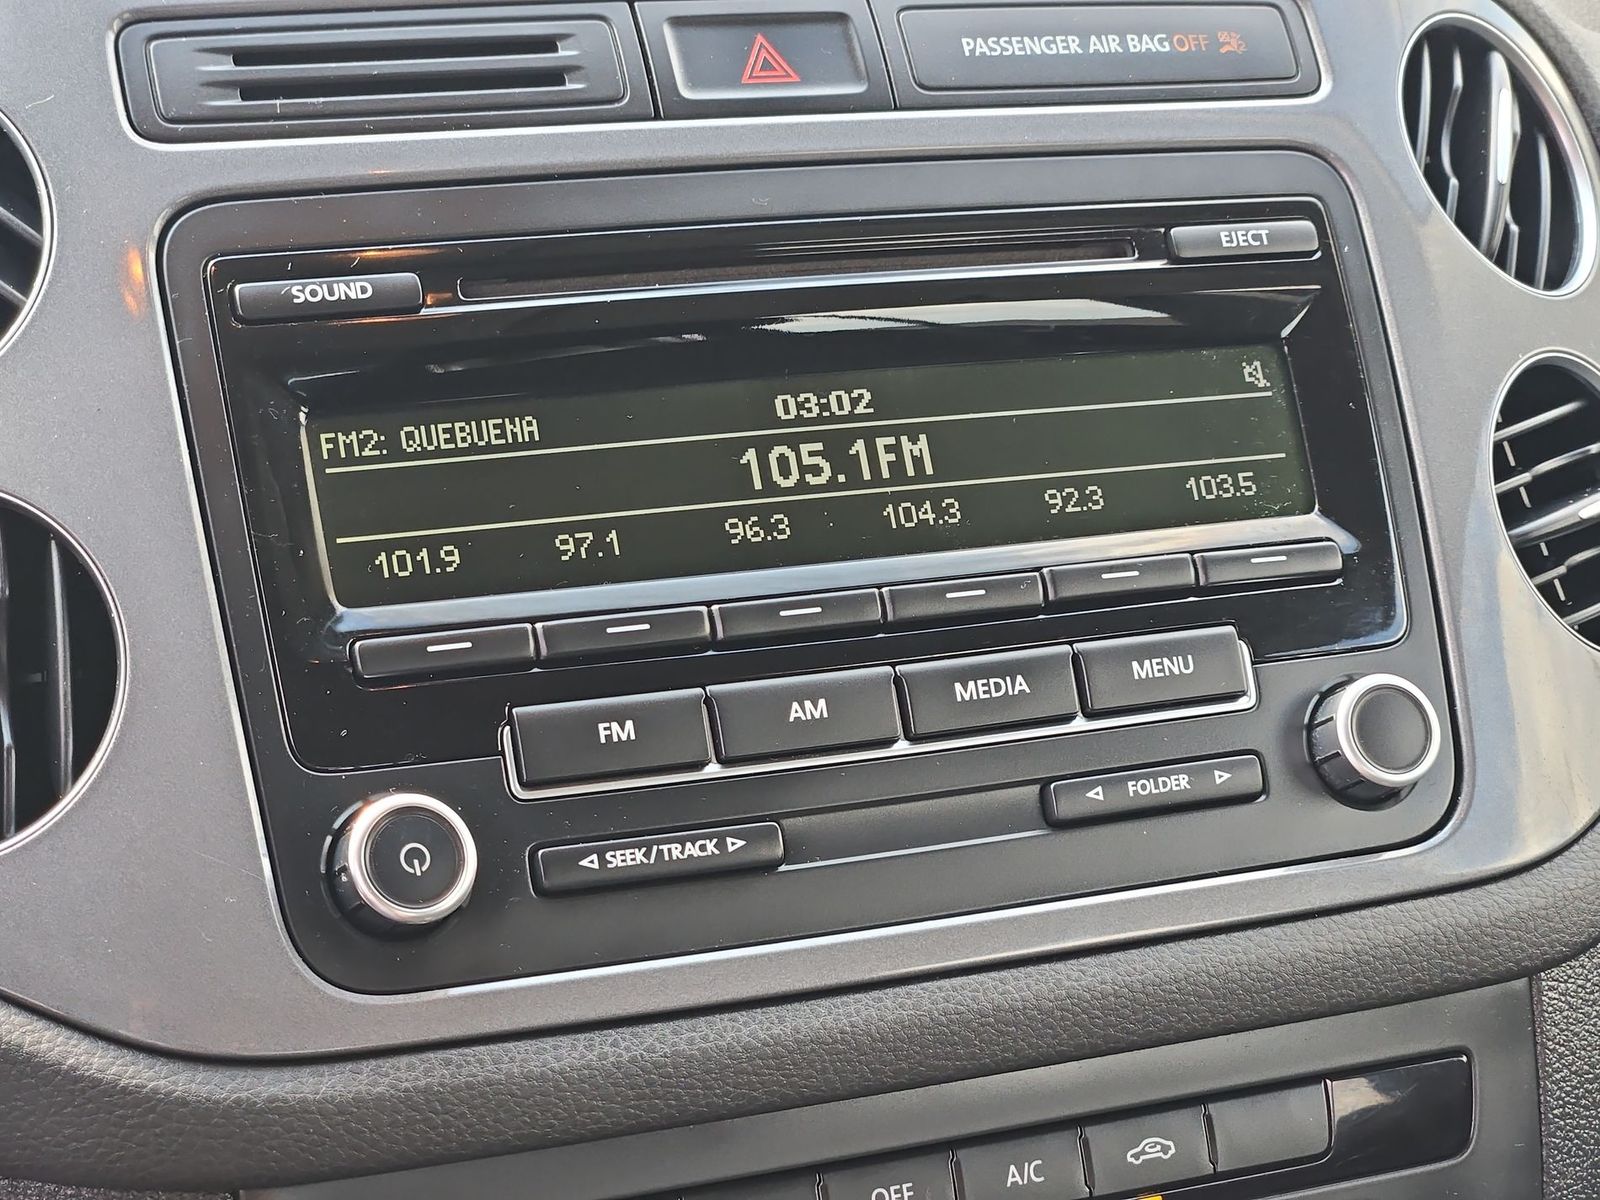 PASSENGER AIR BAG OFF
EJECT
SOUND
03:02
FM2: QUEBUENA
105.1FM
101.9 97.1 96.3 104.3 92.3 103.5
FM AM MEDIA MENU
FOLDER
SEEK/TRACK
OFF A/C